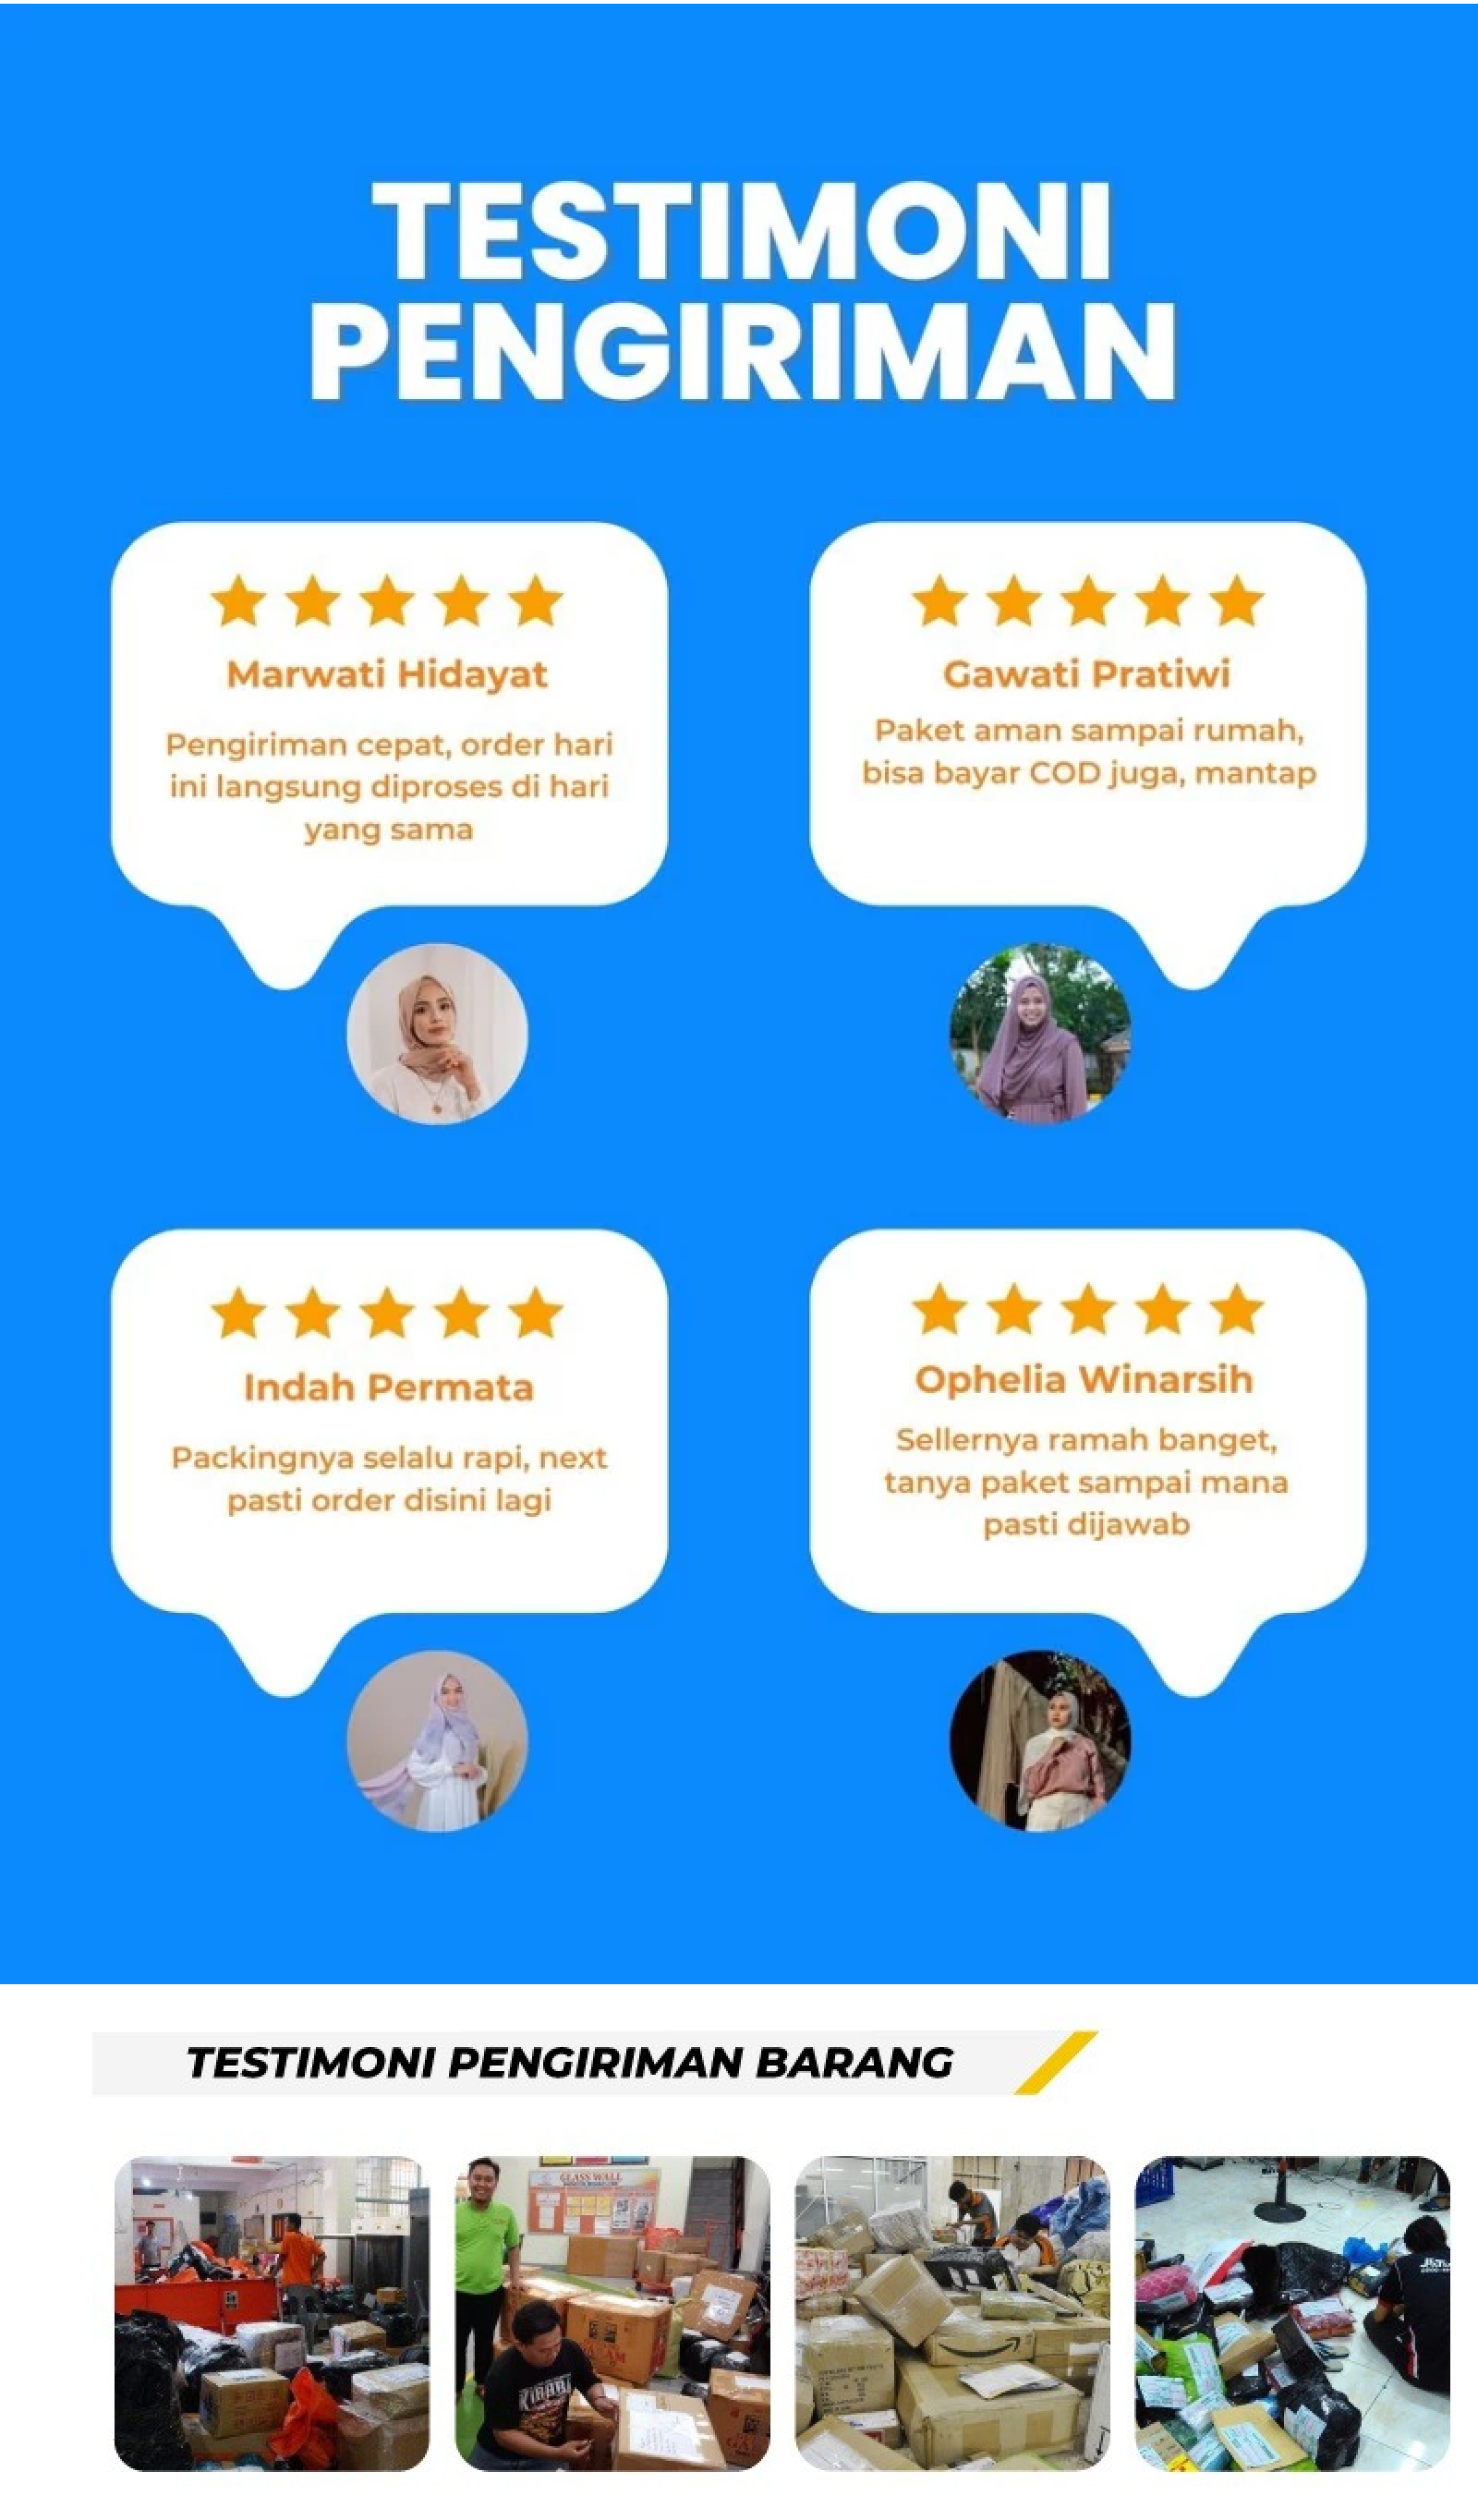 TESTIMONI
PENGIRIMAN
Marwati Hidayat
Pengiriman cepat, order hari
ini langsung diproses di hari
yang sama
Gawati Pratiwi
Paket aman sampai rumah,
bisa bayar COD juga, mantap
Indah Permata
Packingnya selalu rapi, next
pasti order disini lagi
Ophelia Winarsih
Sellernya ramah banget,
tanya paket sampai mana
pasti dijawab
TESTIMONI PENGIRIMAN BARANG
GLASS WALL